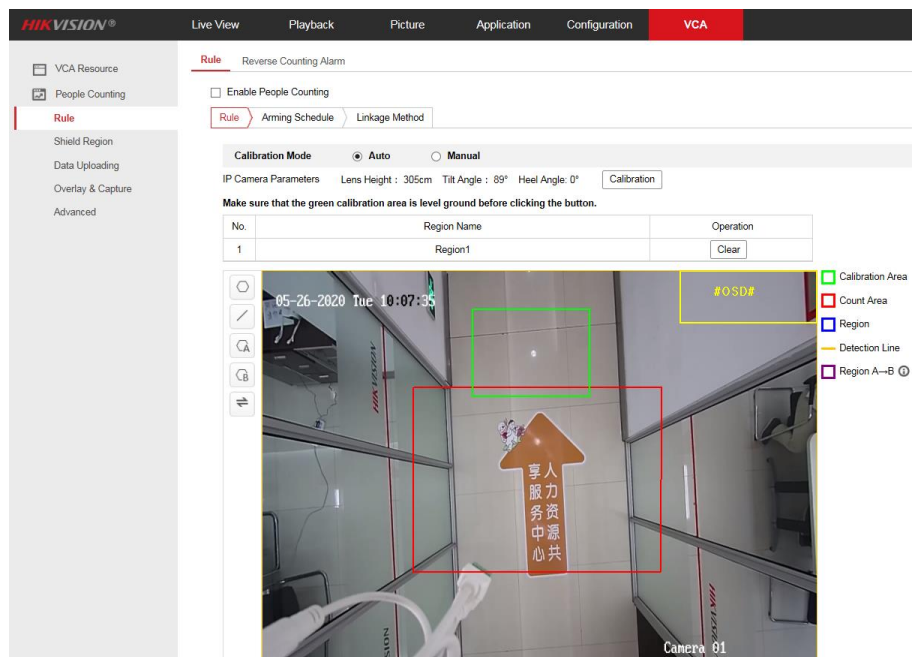 HIKVISION®
Live View Playback Picture Application Configuration VCA
VCA Resource
People Counting
Rule
Shield Region
Data Uploading
Overlay & Capture
Advanced
Rule Reverse Counting Alarm
Enable People Counting
Rule Arming Schedule Linkage Method
Calibration Mode Auto Manual
IP Camera Parameters Lens Height : 305cm Tilt Angle : 89° Heel Angle: 0° Calibration
Make sure that the green calibration area is level ground before clicking the button.
No. Region Name Operation
1 Region1 Clear
A
B
05-26-2020 Tue 10:07:35
#OSD#
HIKVISION
人力资源共
享服务中心
HIKVISION
Camera 01
Calibration Area
Count Area
Region
Detection Line
Region A→B